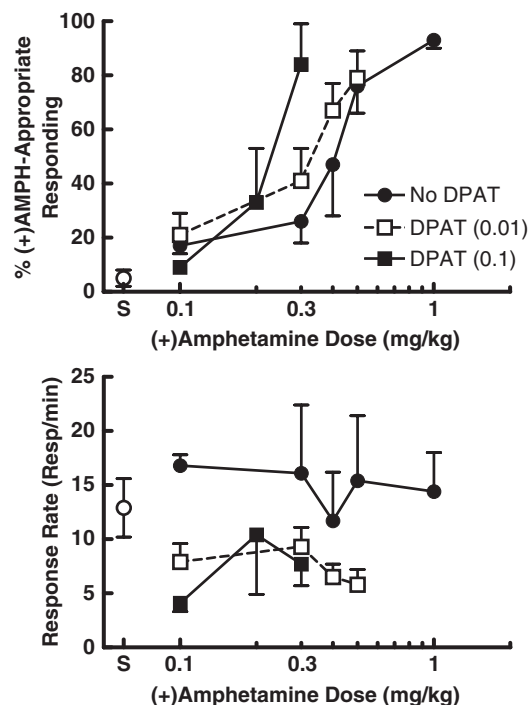 % (+)AMPH-Appropriate
Responding
100
80
60
40
20
0
No DPAT
DPAT (0.01)
DPAT (0.1)
S
0.1
0.3
1
(+)Amphetamine Dose (mg/kg)
Response Rate (Resp/min)
25
20
15
10
5
0
S
0.1
0.3
1
(+)Amphetamine Dose (mg/kg)